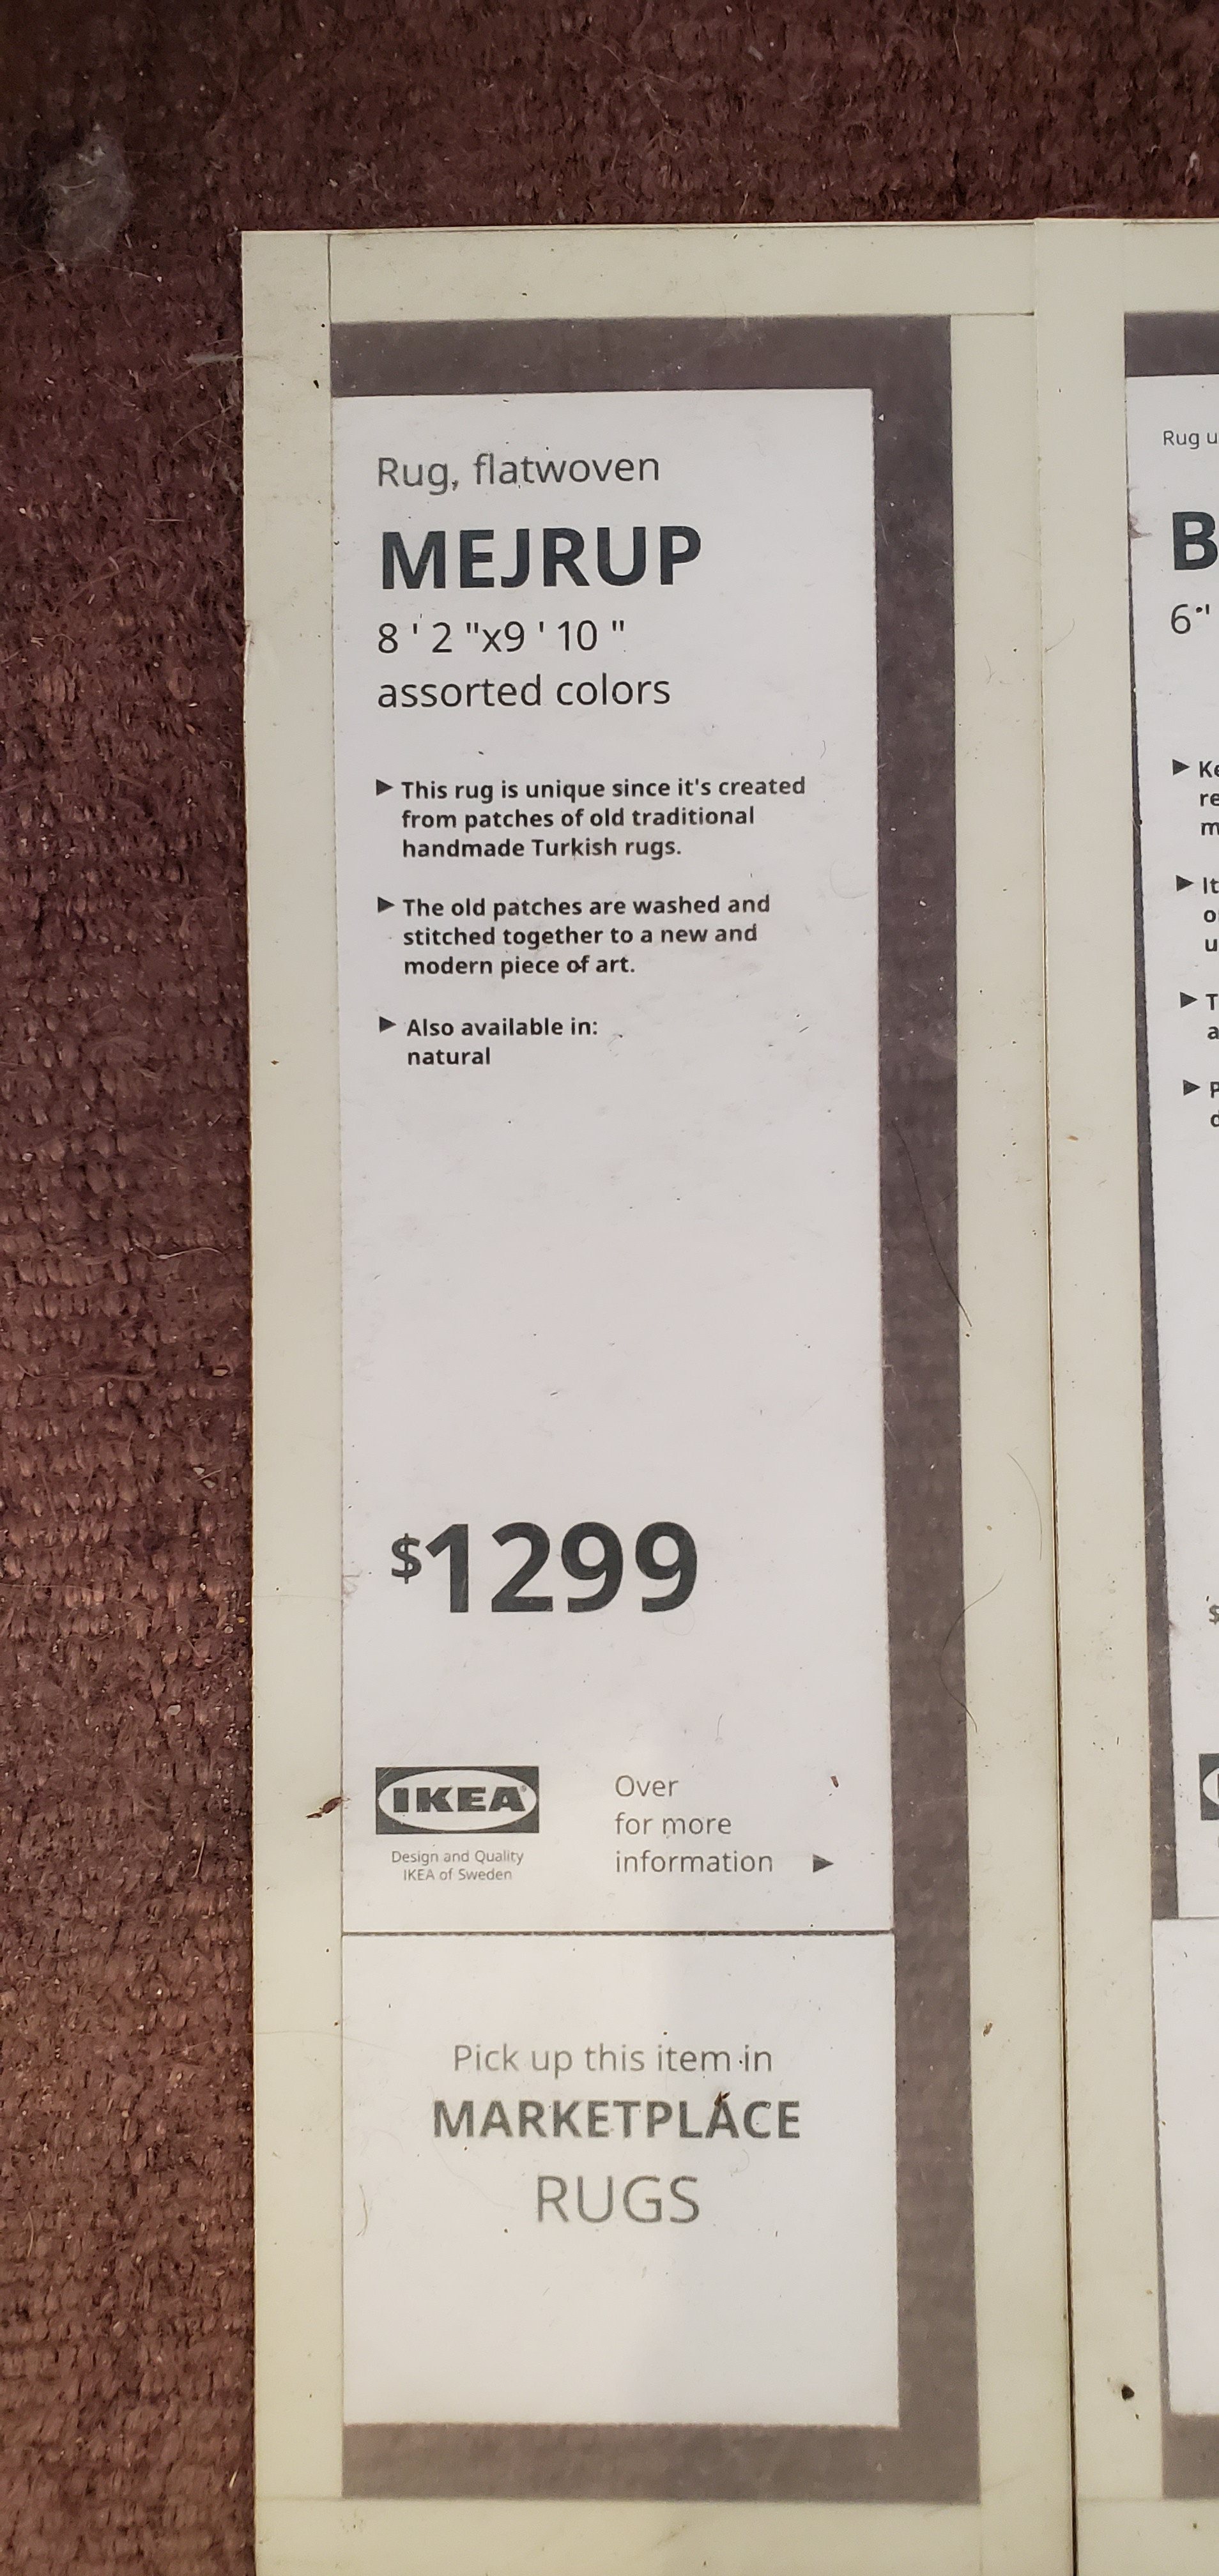 Rug, flatwoven
MEJRUP
8 ' 2 "x9 ' 10 "
assorted colors
▶ This rug is unique since it's created
from patches of old traditional
handmade Turkish rugs.
▶ The old patches are washed and
stitched together to a new and
modern piece of art.
▶ Also available in:
natural
$1299
IKEA
Design and Quality
IKEA of Sweden
Over
for more
information ▶
Pick up this item in
MARKETPLACE
RUGS
Rug